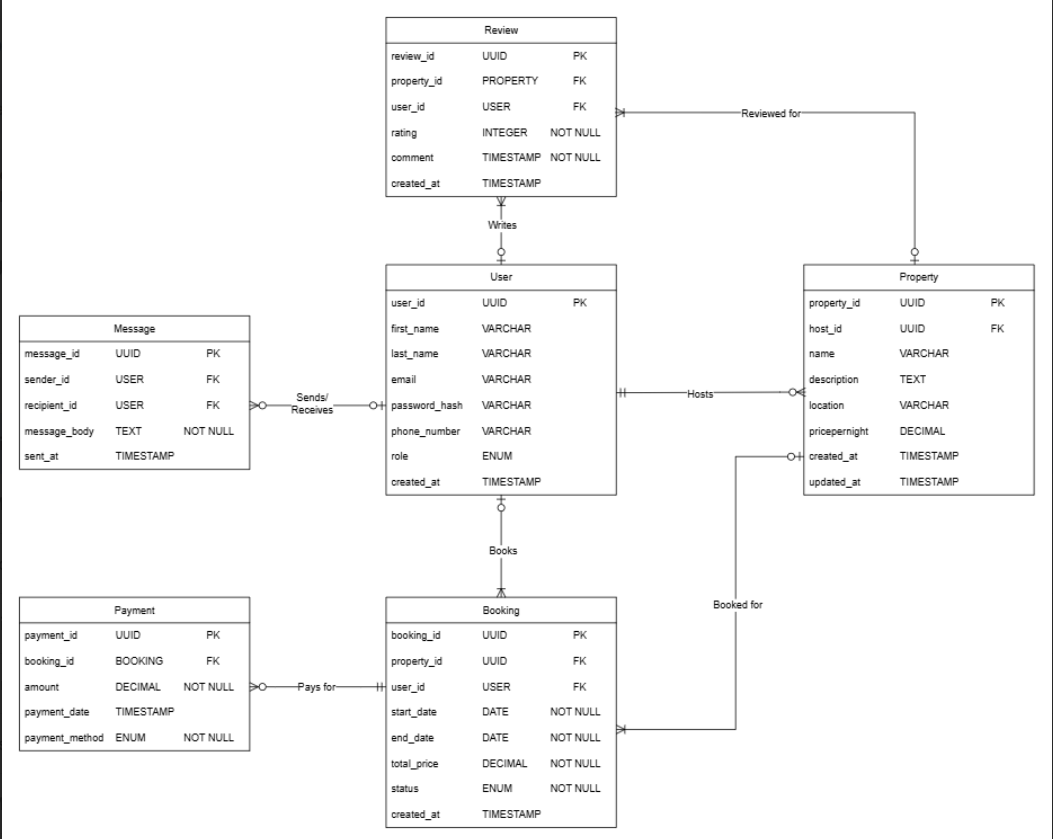 Review
review_id UUID PK
property_id PROPERTY FK
user_id USER FK
rating INTEGER NOT NULL
comment TIMESTAMP NOT NULL
created_at TIMESTAMP
Reviewed for
Writes
User
user_id UUID PK
first_name VARCHAR
last_name VARCHAR
email VARCHAR
password_hash VARCHAR
phone_number VARCHAR
role ENUM
created_at TIMESTAMP
Property
property_id UUID PK
host_id UUID FK
name VARCHAR
description TEXT
location VARCHAR
pricepernight DECIMAL
created_at TIMESTAMP
updated_at TIMESTAMP
Message
message_id UUID PK
sender_id USER FK
recipient_id USER FK
message_body TEXT NOT NULL
sent_at TIMESTAMP
Sends/
Receives
Hosts
Books
Booked for
Payment
payment_id UUID PK
booking_id BOOKING FK
amount DECIMAL NOT NULL
payment_date TIMESTAMP
payment_method ENUM NOT NULL
Pays for
Booking
booking_id UUID PK
property_id UUID FK
user_id USER FK
start_date DATE NOT NULL
end_date DATE NOT NULL
total_price DECIMAL NOT NULL
status ENUM NOT NULL
created_at TIMESTAMP